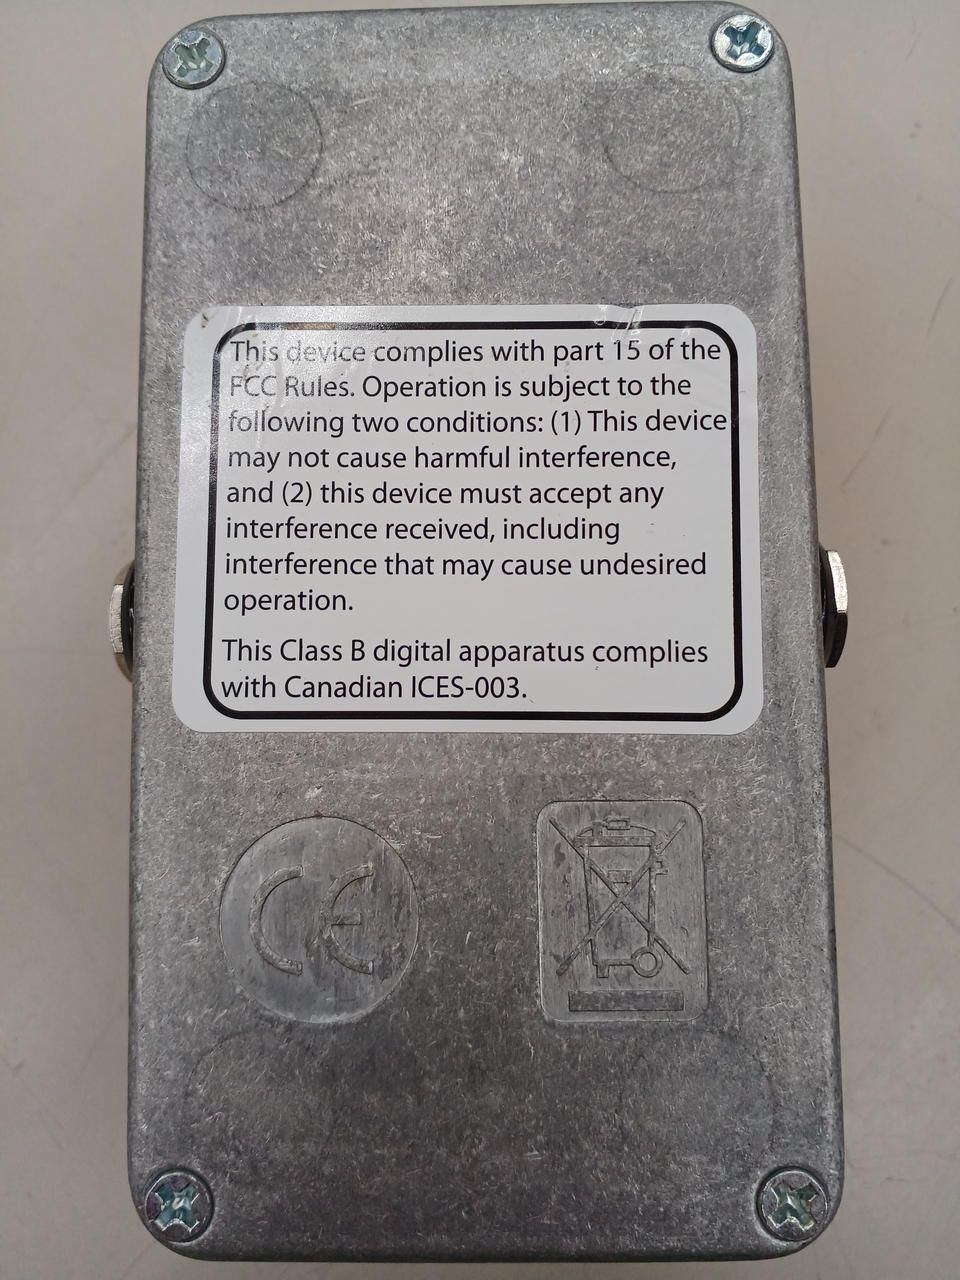 This device complies with part 15 of the
FCC Rules. Operation is subject to the
following two conditions: (1) This device
may not cause harmful interference,
and (2) this device must accept any
interference received, including
interference that may cause undesired
operation.
This Class B digital apparatus complies
with Canadian ICES-003.
CE